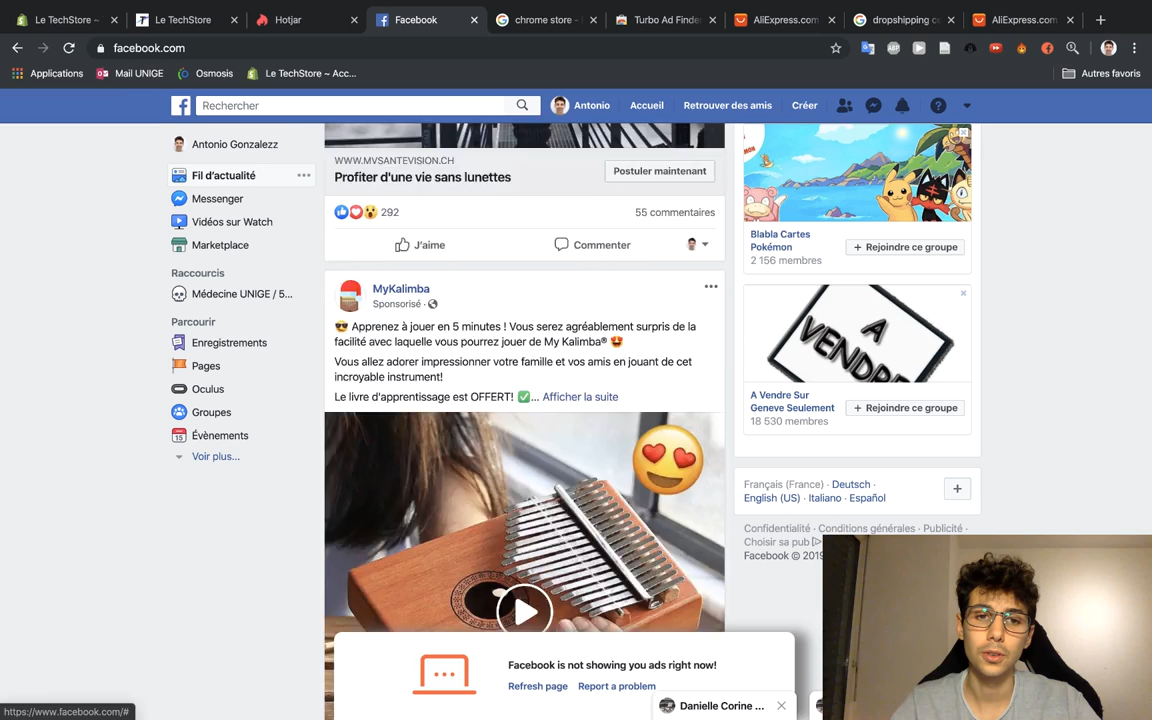 Le TechStore ~
Le TechStore
Hotjar
Facebook
chrome store -
Turbo Ad Finder
AliExpress.com
dropshipping c
AliExpress.com
facebook.com
Applications
Mail UNIGE
Osmosis
Le TechStore ~ Acc...
Autres favoris
Rechercher
Antonio
Accueil
Retrouver des amis
Créer
Antonio Gonalezz
Fil d'actualité
Messenger
Vidéos sur Watch
Marketplace
Raccourcis
Médecine UNIGE / 5...
Parcourir
Enregistrements
Pages
Oculus
Groupes
15
Évènements
Voir plus...
WWW.MVSANTEVISION.CH
Profiter d'une vie sans lunettes
Postuler maintenant
292
55 commentaires
J'aime
Commenter
MyKalimba
Sponsorisé ·
😎 Apprenez à jouer en 5 minutes ! Vous serez agréablement surpris de la
facilité avec laquelle vous pourrez jouer de My Kalimba® 😍
Vous allez adorer impressionner votre famille et vos amis en jouant de cet
incroyable instrument!
Le livre d'apprentissage est OFFERT! ✅... Afficher la suite
Facebook is not showing you ads right now!
Refresh page
Report a problem
Danielle Corine ...
Blabla Cartes
Pokémon
2 156 membres
+ Rejoindre ce groupe
A
VENDRE
A Vendre Sur
Geneve Seulement
18 530 membres
+ Rejoindre ce groupe
Français (France) · Deutsch ·
English (US) · Italiano · Español
Confidentialité · Conditions générales · Publicité ·
Choisir sa pub
Facebook © 2019
https://www.facebook.com/#